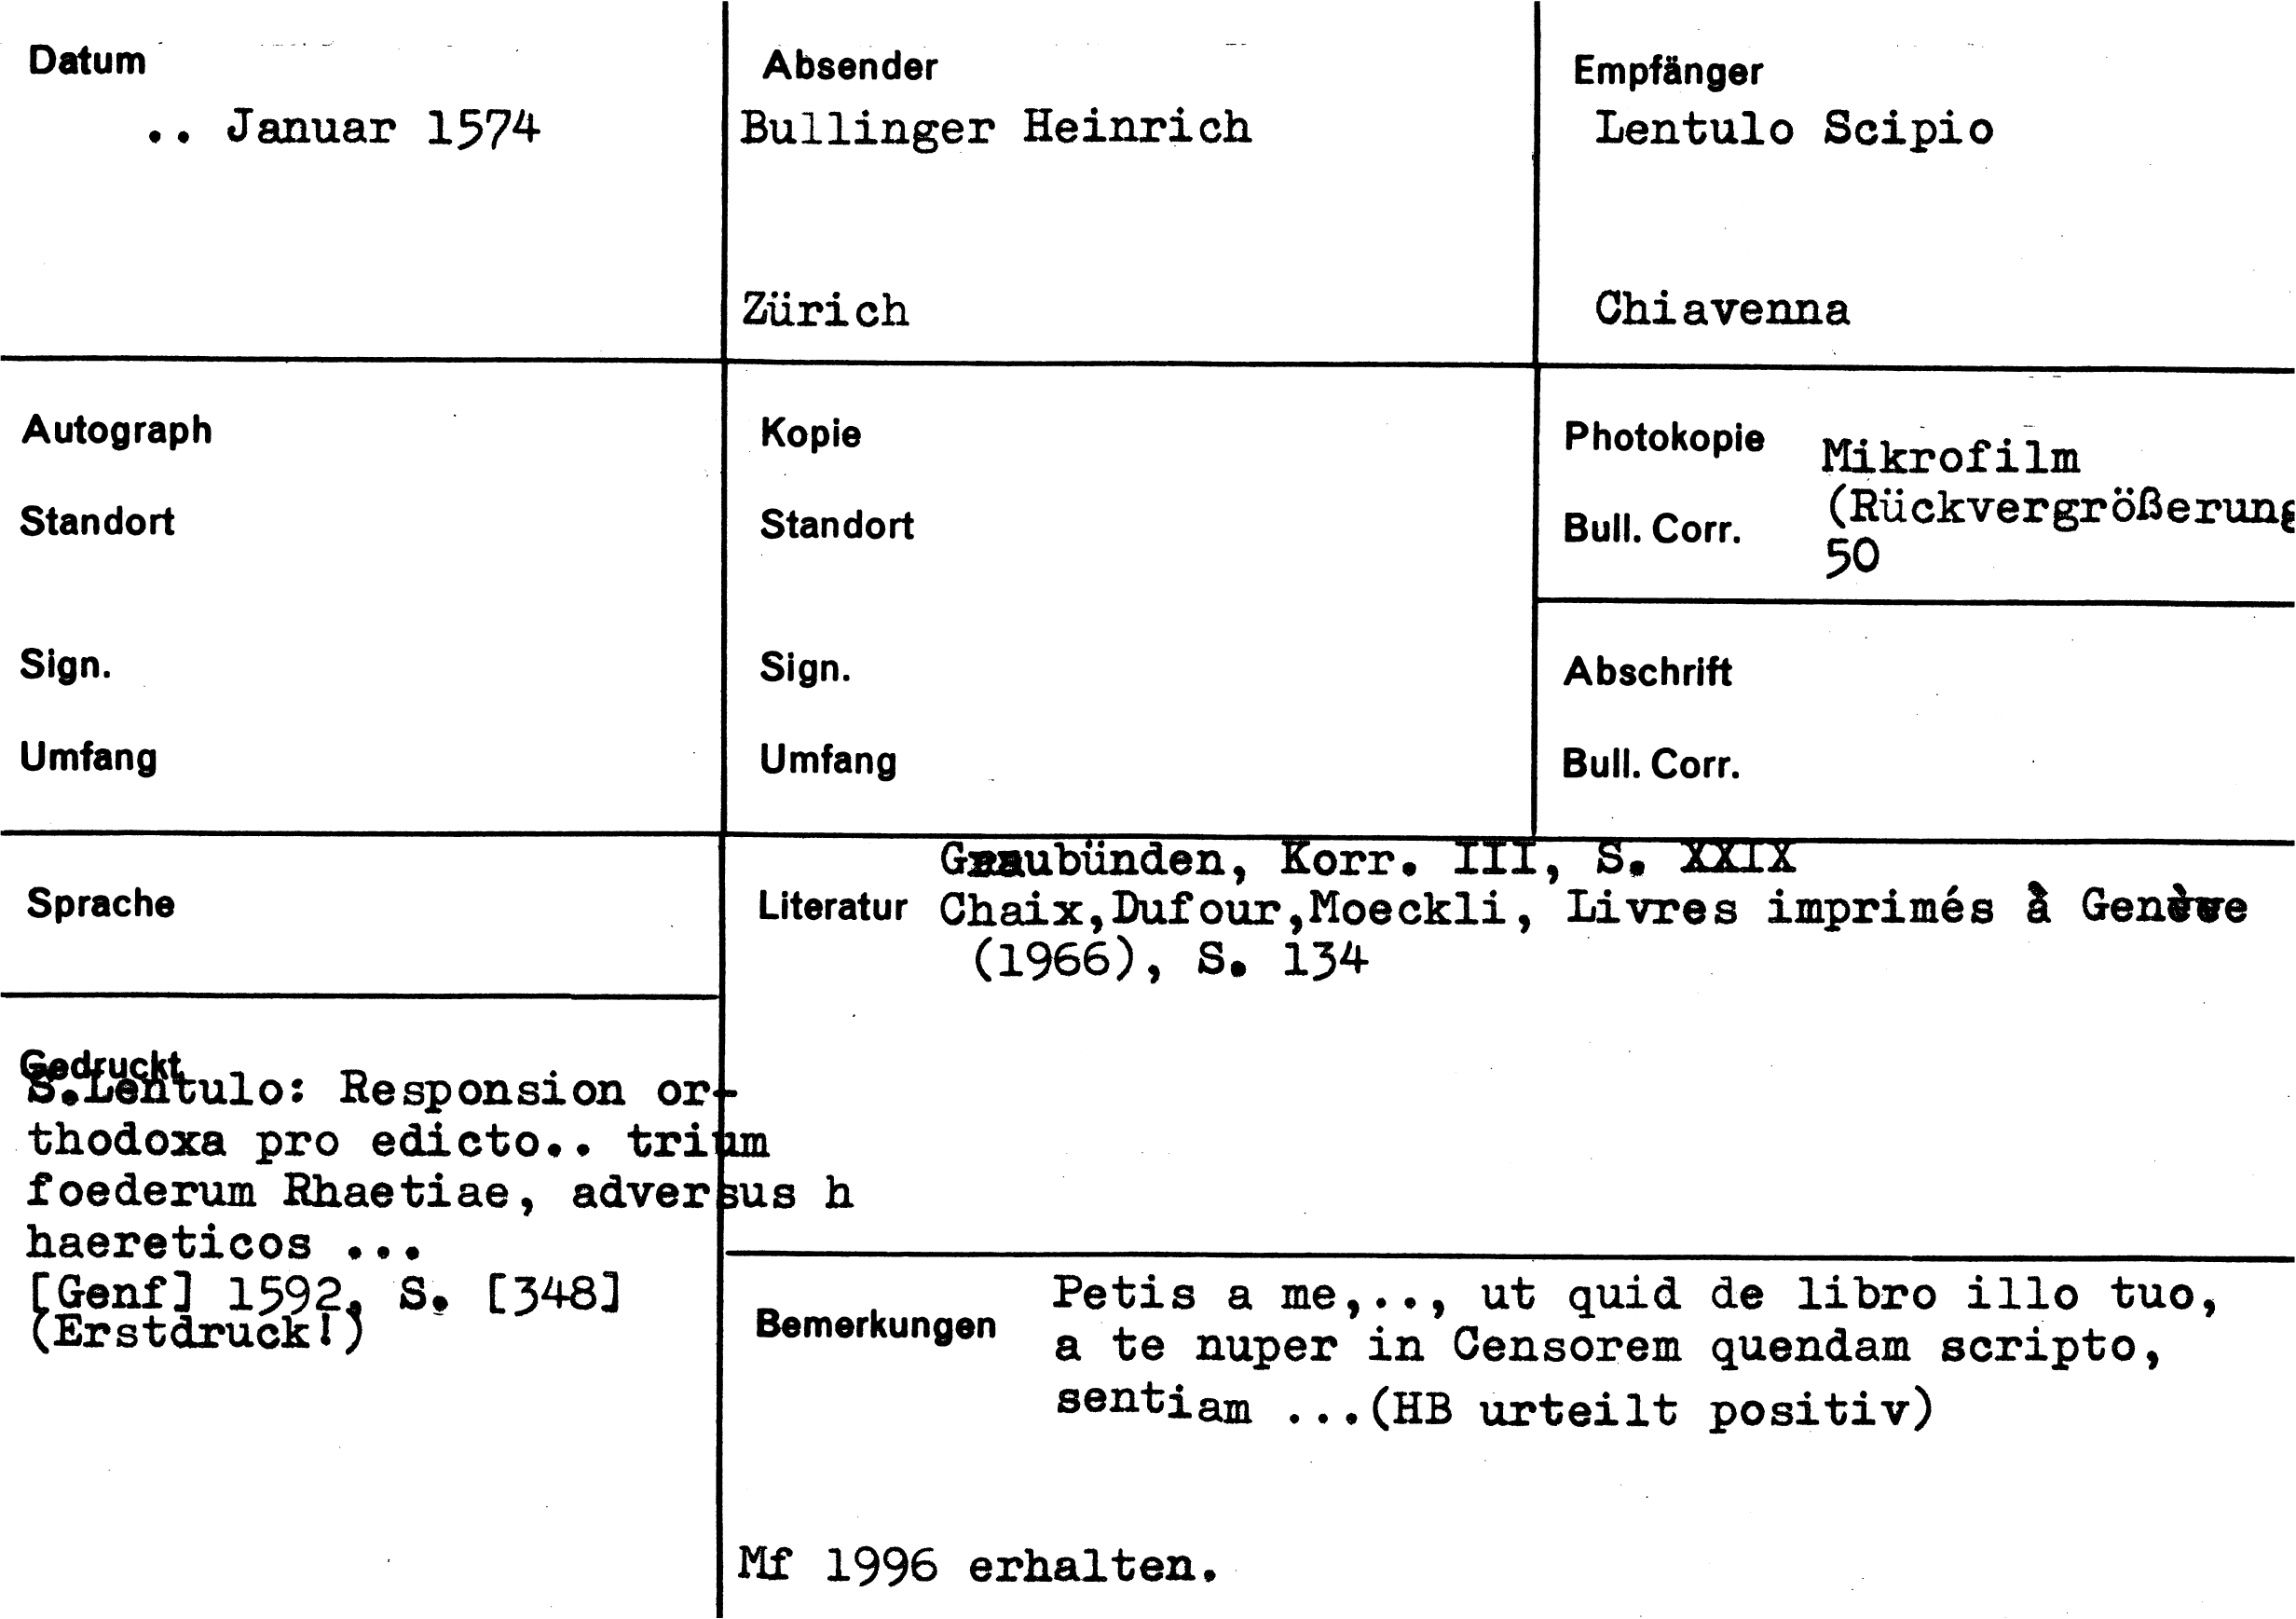 Datum
.. Januar 1574
Absender
Bullinger Heinrich
Zürich
Empfänger
Lentulo Scipio
Chiavenna
Autograph
Standort
Sign.
Umfang
Kopie
Standort
Sign.
Umfang
Photokopie Mikrofilm
(Rückvergrößerung
Bull. Corr. 50
Abschrift
Bull. Corr.
Sprache
Literatur
Graubünden, Korr. III, S. XXIX
Chaix,Dufour,Moeckli, Livres imprimés à Genève
(1966), S. 134
Gedruckt
S.Lentulo: Responsion or-
thodoxa pro edicto.. trium
foederum Rhaetiae, adversus h
haereticos ...
[Genf] 1592, S. [348]
(Erstdruck!)
Bemerkungen
Petis a me,.., ut quid de libro illo tuo,
a te nuper in Censorem quendam scripto,
sentiam ...(HB urteilt positiv)
Mf 1996 erhalten.